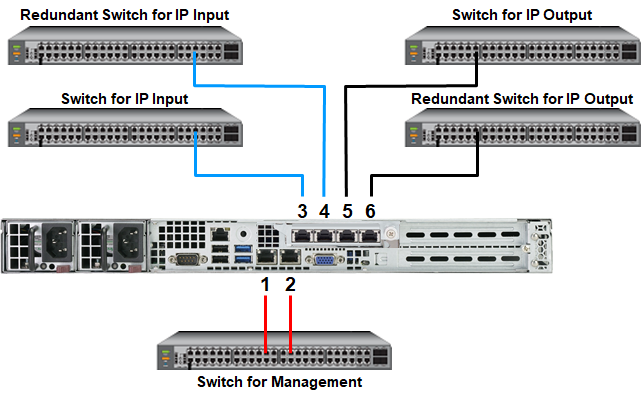 Redundant Switch for IP Input
Switch for IP Output
Switch for IP Input
Redundant Switch for IP Output
3 4 5 6
1 2
Switch for Management